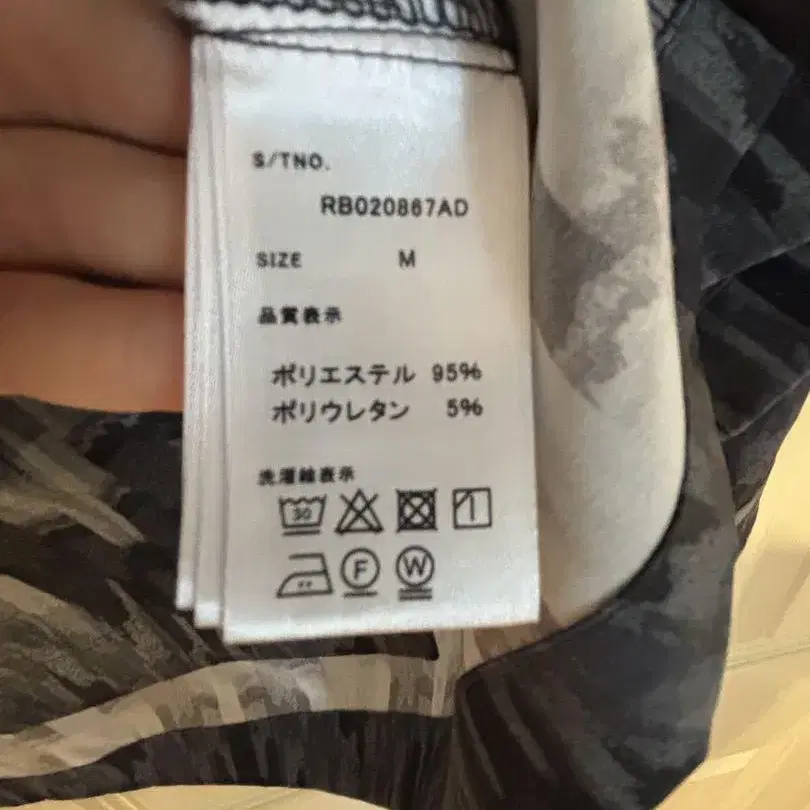 S/TNO.
RB020867AD
SIZE M
品質表示
ポリエステル 95%
ポリウレタン 5%
洗濯絵表示
30
F W